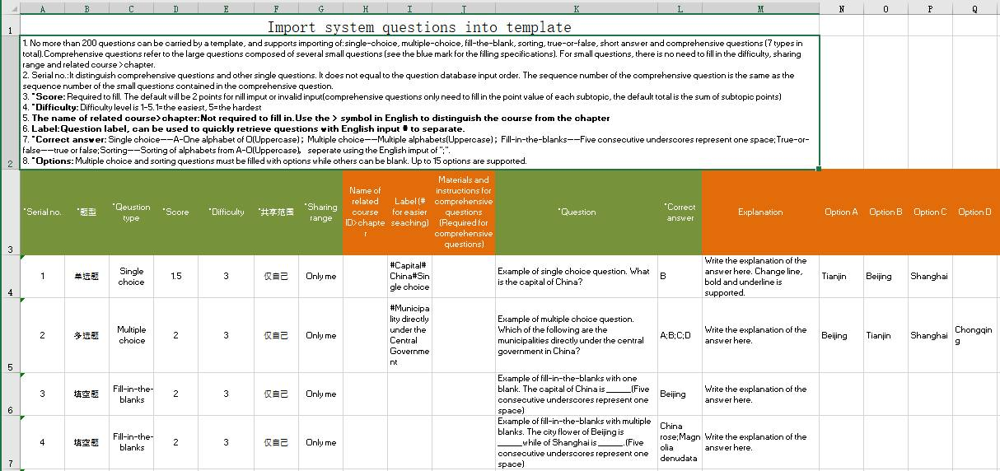 A B C D E F G H I J K L M N O P Q
1 Import system questions into template
1. No more than 200 questions can be carried by a template, and supports importing of:single-choice, multiple-choice, fill-the-blank, sorting, true-or-false, short answer and comprehensive questions (7 types in
total).Comprehensive questions refer to the large questions composed of several small questions (see the blue mark for the filling specifications). For small questions, there is no need to fill in the difficulty, sharing
range and related course >chapter.
2. Serial no.:It distinguish comprehensive questions and other single questions. It does not equal to the question database input order. The sequence number of the comprehensive question is the same as the
sequence number of the small questions contained in the comprehensive question.
3. *Score: Required to fill. The default will be 2 points for nill imput or invalid input(comprehensive questions only need to fill in the point value of each subtopic, the default total is the sum of subtopic points)
4. *Difficulty: Difficulty level is 1-5.1=the easiest, 5=the hardest
5. The name of related course>chapter:Not required to fill in.Use the > symbol in English to distinguish the course from the chapter
6. Label:Question label, can be used to quickly retrieve questions with English input # to separate.
7. *Correct answer: Single choice——A-One alphabet of O(Uppercase)；Multiple choice——Multiple alphabets(Uppercase)；Fill-in-the-blanks——Five consecutive underscores represent one space;True-or-
false——true or false;Sorting——Sorting of alphabets from A-O(Uppercase)， seperate using the English imput of ";".
2 8. *Options: Multiple choice and sorting questions must be filled with options while others can be blank. Up to 15 options are supported.
3
*Serial no.
*题型
*Qeustion
type
*Score
*Difficulty
*共享范围
*Sharing
range
Name of
related
course
ID>chapte
r
Label (#
for easier
seaching)
Materials and
instructions for
comprehensive
questions
(Required for
comprehensive
questions)
*Question
*Correct
answer
Explanation
Option A
Option B
Option C
Option D
4
1
单选题
Single
choice
1.5
3
仅自己
Only me
#Capital#
China#Sin
gle choice
Example of single choice question. What
is the capital of China?
B
Write the explanation of the
answer here. Change line,
bold and underline is
supported.
Tianjin
Beijing
Shanghai
5
2
多选题
Multiple
choice
2
3
仅自己
Only me
#Municipa
lity directly
under the
Central
Governme
nt
Example of multiple choice question.
Which of the following are the
municipalities directly under the central
government in China?
A;B;C;D
Write the explanation of the
answer here.
Beijing
Tianjin
Shanghai
Chongqin
g
6
3
填空题
Fill-in-the-
blanks
2
3
仅自己
Only me
Example of fill-in-the-blanks with one
blank. The capital of China is _____.(Five
consecutive underscores represent one
space)
Beijing
Write the explanation of the
answer here.
7
4
填空题
Fill-in-the-
blanks
2
3
仅自己
Only me
Example of fill-in-the-blanks with multiple
blanks. The city flower of Beijing is
_____while of Shanghai is _____.(Five
consecutive underscores represent one
space)
China
rose;Magn
olia
denudata
Write the explanation of the
answer here.